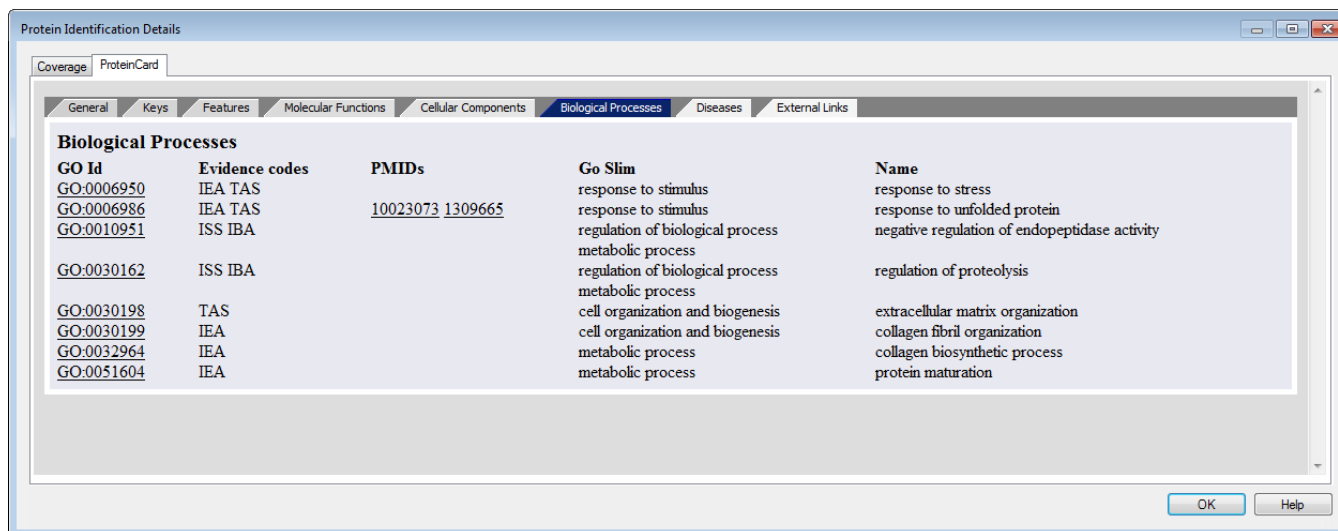 Protein Identification Details
Coverage ProteinCard
General Keys Features Molecular Functions Cellular Components Biological Processes Diseases External Links
Biological Processes
GO Id Evidence codes PMIDs Go Slim Name
GO:0006950 IEA TAS response to stimulus response to stress
GO:0006986 IEA TAS 10023073 1309665 response to stimulus response to unfolded protein
GO:0010951 ISS IBA regulation of biological process negative regulation of endopeptidase activity
metabolic process
GO:0030162 ISS IBA regulation of biological process regulation of proteolysis
metabolic process
GO:0030198 TAS cell organization and biogenesis extracellular matrix organization
GO:0030199 IEA cell organization and biogenesis collagen fibril organization
GO:0032964 IEA metabolic process collagen biosynthetic process
GO:0051604 IEA metabolic process protein maturation
OK Help